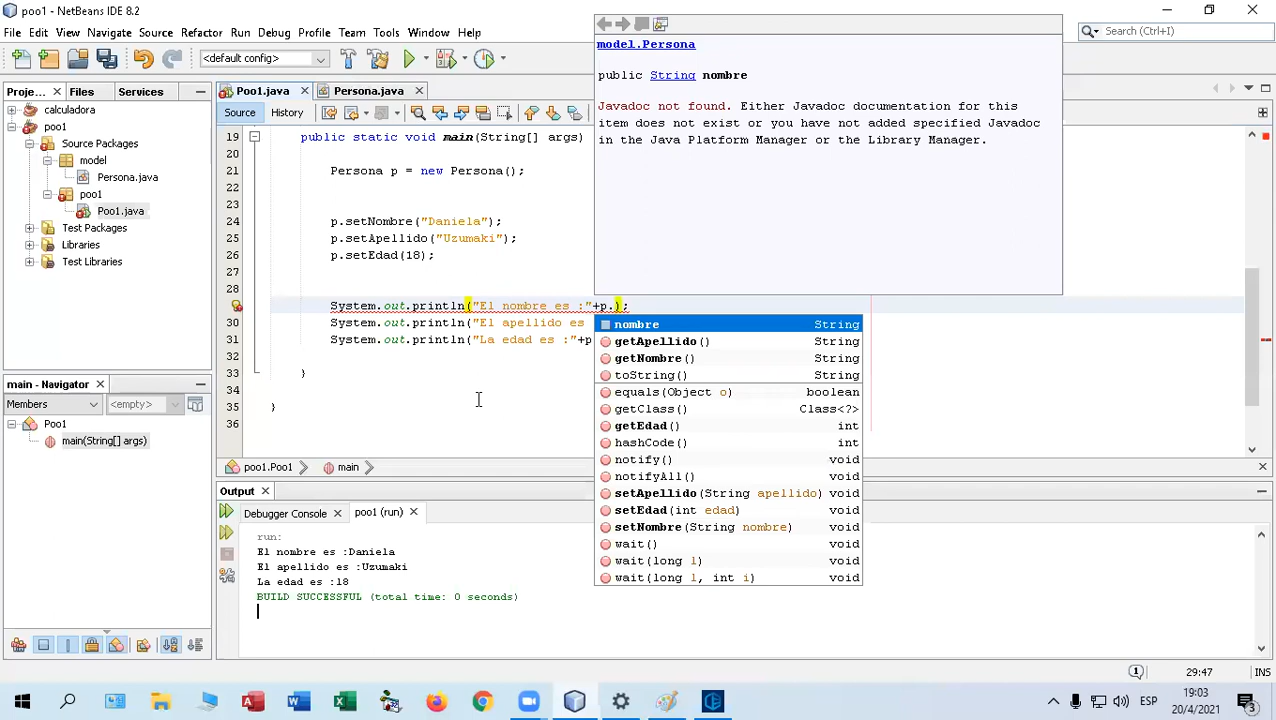 poo1 - NetBeans IDE 8.2
File Edit View Navigate Source Refactor Run Debug Profile Team Tools Window Help
Search (Ctrl+I)
<default config>
Proje...
Files
Services
calculadora
poo1
Source Packages
model
Persona.java
poo1
Poo1.java
Test Packages
Libraries
Test Libraries
Poo1.java
Persona.java
Source
History
19 public static void main(String[] args)
20
21 Persona p = new Persona();
22
23
24 p.setNombre("Daniela");
25 p.setApellido("Uzumaki");
26 p.setEdad(18);
27
28
System.out.println("El nombre es :"+p.);
30 System.out.println("El apellido es
31 System.out.println("La edad es :"+p
32
33 }
34
35 }
36
model.Persona
public String nombre
Javadoc not found. Either Javadoc documentation for this
item does not exist or you have not added specified Javadoc
in the Java Platform Manager or the Library Manager.
nombre String
getApellido() String
getNombre() String
toString() String
equals(Object o) boolean
getClass() Class<?>
getEdad() int
hashCode() int
notify() void
notifyAll() void
setApellido(String apellido) void
setEdad(int edad) void
setNombre(String nombre) void
wait() void
wait(long l) void
wait(long l, int i) void
main - Navigator
Members
<empty>
Poo1
main(String[] args)
poo1.Poo1
main
Output
Debugger Console
poo1 (run)
run:
El nombre es :Daniela
El apellido es :Uzumaki
La edad es :18
BUILD SUCCESSFUL (total time: 0 seconds)
1
29:47
INS
ESP
19:03
20/4/2021
3